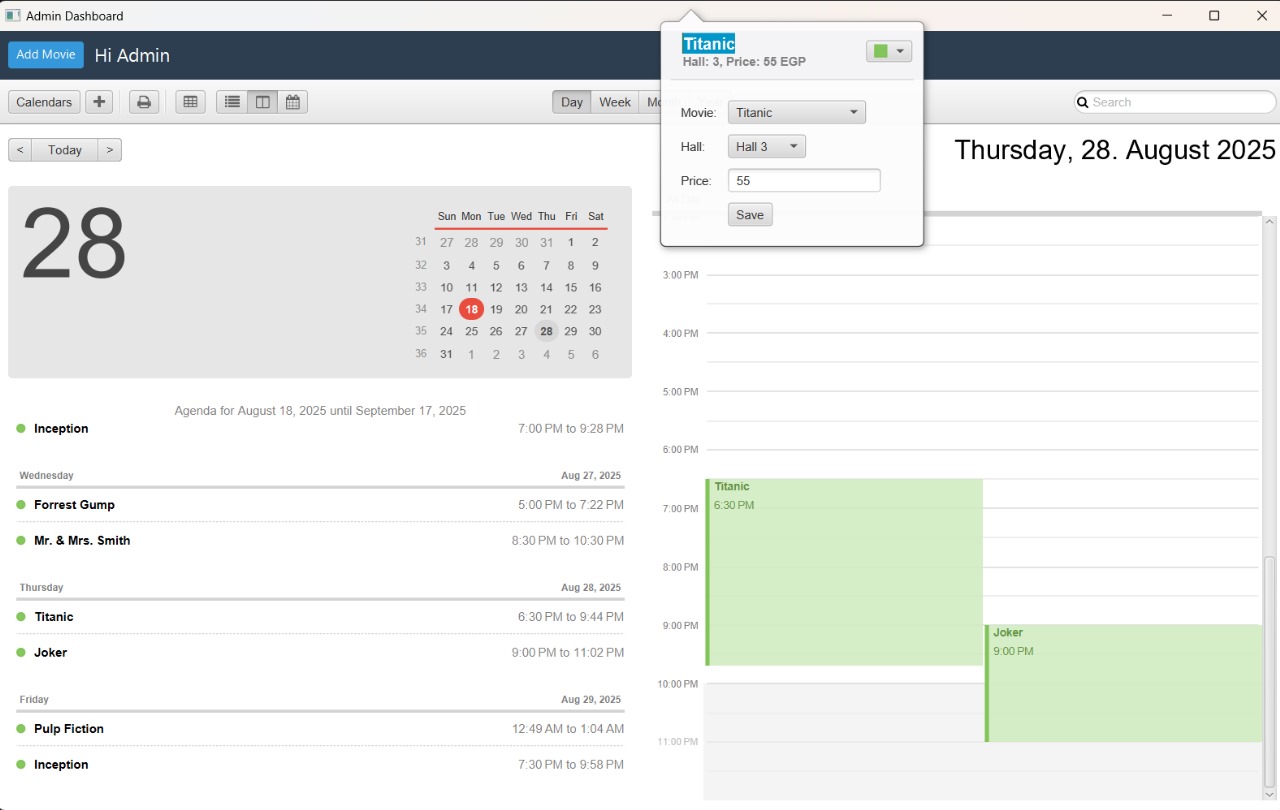 Admin Dashboard
Add Movie
Hi Admin
Titanic
Hall: 3, Price: 55 EGP
Movie: Titanic
Hall: Hall 3
Price: 55
Save
Calendars
Day Week
Search
< Today >
Thursday, 28. August 2025
28
Sun Mon Tue Wed Thu Fri Sat
31 27 28 29 30 31 1 2
32 3 4 5 6 7 8 9
33 10 11 12 13 14 15 16
34 17 18 19 20 21 22 23
35 24 25 26 27 28 29 30
36 31 1 2 3 4 5 6
Agenda for August 18, 2025 until September 17, 2025
Inception 7:00 PM to 9:28 PM
Wednesday Aug 27, 2025
Forrest Gump 5:00 PM to 7:22 PM
Mr. & Mrs. Smith 8:30 PM to 10:30 PM
Thursday Aug 28, 2025
Titanic 6:30 PM to 9:44 PM
Joker 9:00 PM to 11:02 PM
Friday Aug 29, 2025
Pulp Fiction 12:49 AM to 1:04 AM
Inception 7:30 PM to 9:58 PM
3:00 PM
4:00 PM
5:00 PM
6:00 PM
Titanic
6:30 PM
7:00 PM
8:00 PM
9:00 PM
Joker
9:00 PM
10:00 PM
11:00 PM